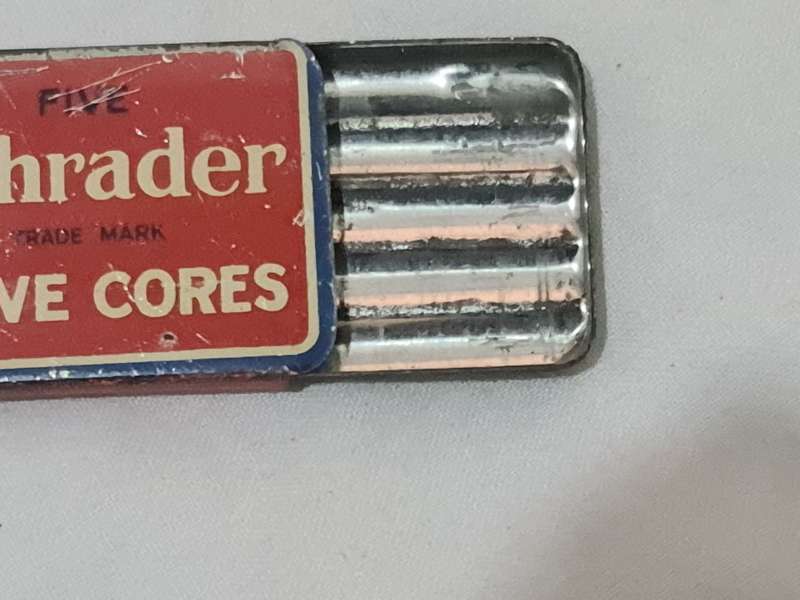 FIVE
hrader
TRADE MARK
VE CORES